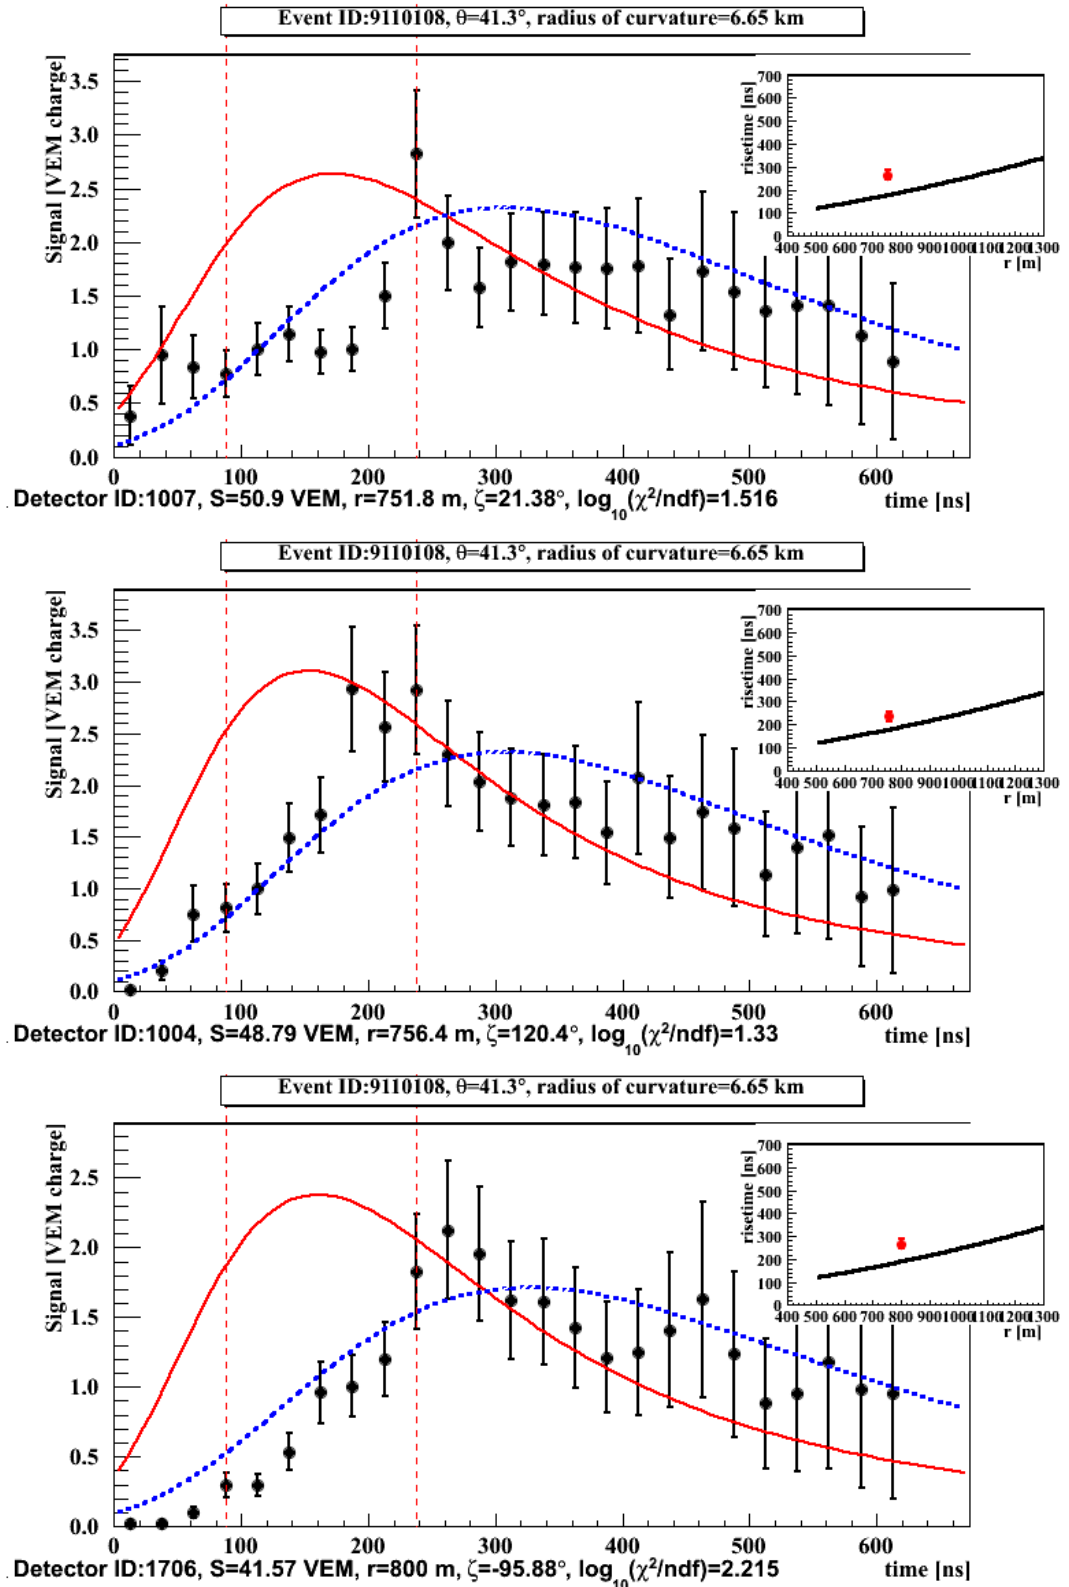 Event ID:9110108, θ=41.3°, radius of curvature=6.65 km
Signal [VEM charge]
3.5
3.0
2.5
2.0
1.5
1.0
0.5
0.0
0 100 200 300 400 500 600
time [ns]
risetime [ns]
700
600
500
400
300
200
100
0
400 500 600 700 800 900 1000 1100 1200 1300
r [m]
Detector ID:1007, S=50.9 VEM, r=751.8 m, ζ=21.38°, log10(χ²/ndf)=1.516
Event ID:9110108, θ=41.3°, radius of curvature=6.65 km
Signal [VEM charge]
3.5
3.0
2.5
2.0
1.5
1.0
0.5
0.0
0 100 200 300 400 500 600
time [ns]
risetime [ns]
700
600
500
400
300
200
100
0
400 500 600 700 800 900 1000 1100 1200 1300
r [m]
Detector ID:1004, S=48.79 VEM, r=756.4 m, ζ=120.4°, log10(χ²/ndf)=1.33
Event ID:9110108, θ=41.3°, radius of curvature=6.65 km
Signal [VEM charge]
2.5
2.0
1.5
1.0
0.5
0.0
0 100 200 300 400 500 600
time [ns]
risetime [ns]
700
600
500
400
300
200
100
0
400 500 600 700 800 900 1000 1100 1200 1300
r [m]
Detector ID:1706, S=41.57 VEM, r=800 m, ζ=-95.88°, log10(χ²/ndf)=2.215